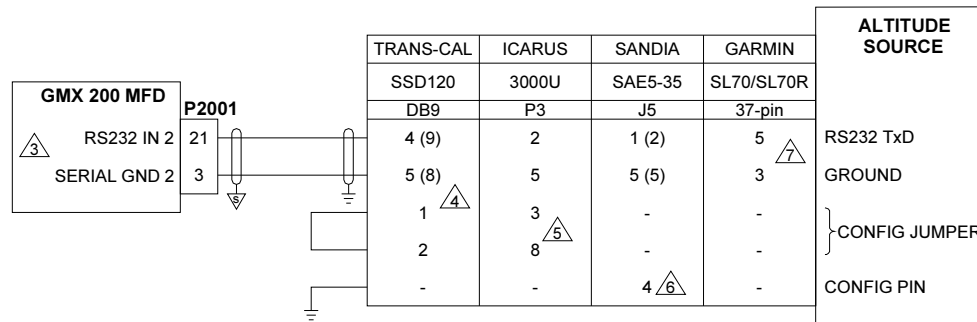 ALTITUDE
SOURCE
TRANS-CAL ICARUS SANDIA GARMIN
SSD120 3000U SAE5-35 SL70/SL70R
GMX 200 MFD P2001 DB9 P3 J5 37-pin
3 RS232 IN 2 21 4 (9) 2 1 (2) 5 7 RS232 TxD
SERIAL GND 2 3 5 (8) 5 5 (5) 3 GROUND
S 4
1 3 - -
5 CONFIG JUMPER
2 8 - -
- - 4 6 - CONFIG PIN